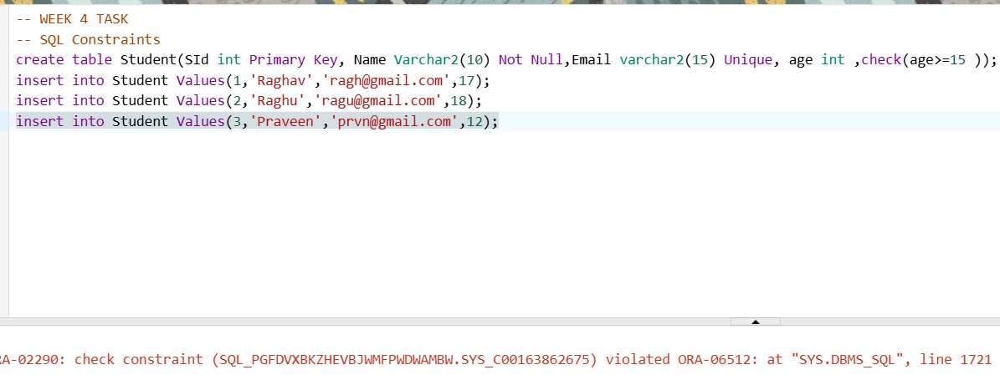 -- WEEK 4 TASK
-- SQL Constraints
create table Student(SId int Primary Key, Name Varchar2(10) Not Null,Email varchar2(15) Unique, age int ,check(age>=15 ));
insert into Student Values(1,'Raghav','ragh@gmail.com',17);
insert into Student Values(2,'Raghu','ragu@gmail.com',18);
insert into Student Values(3,'Praveen','prvn@gmail.com',12);
RA-02290: check constraint (SQL_PGFDVXBKZHEVBJWMFPWDWAMBW.SYS_C00163862675) violated ORA-06512: at "SYS.DBMS_SQL", line 1721